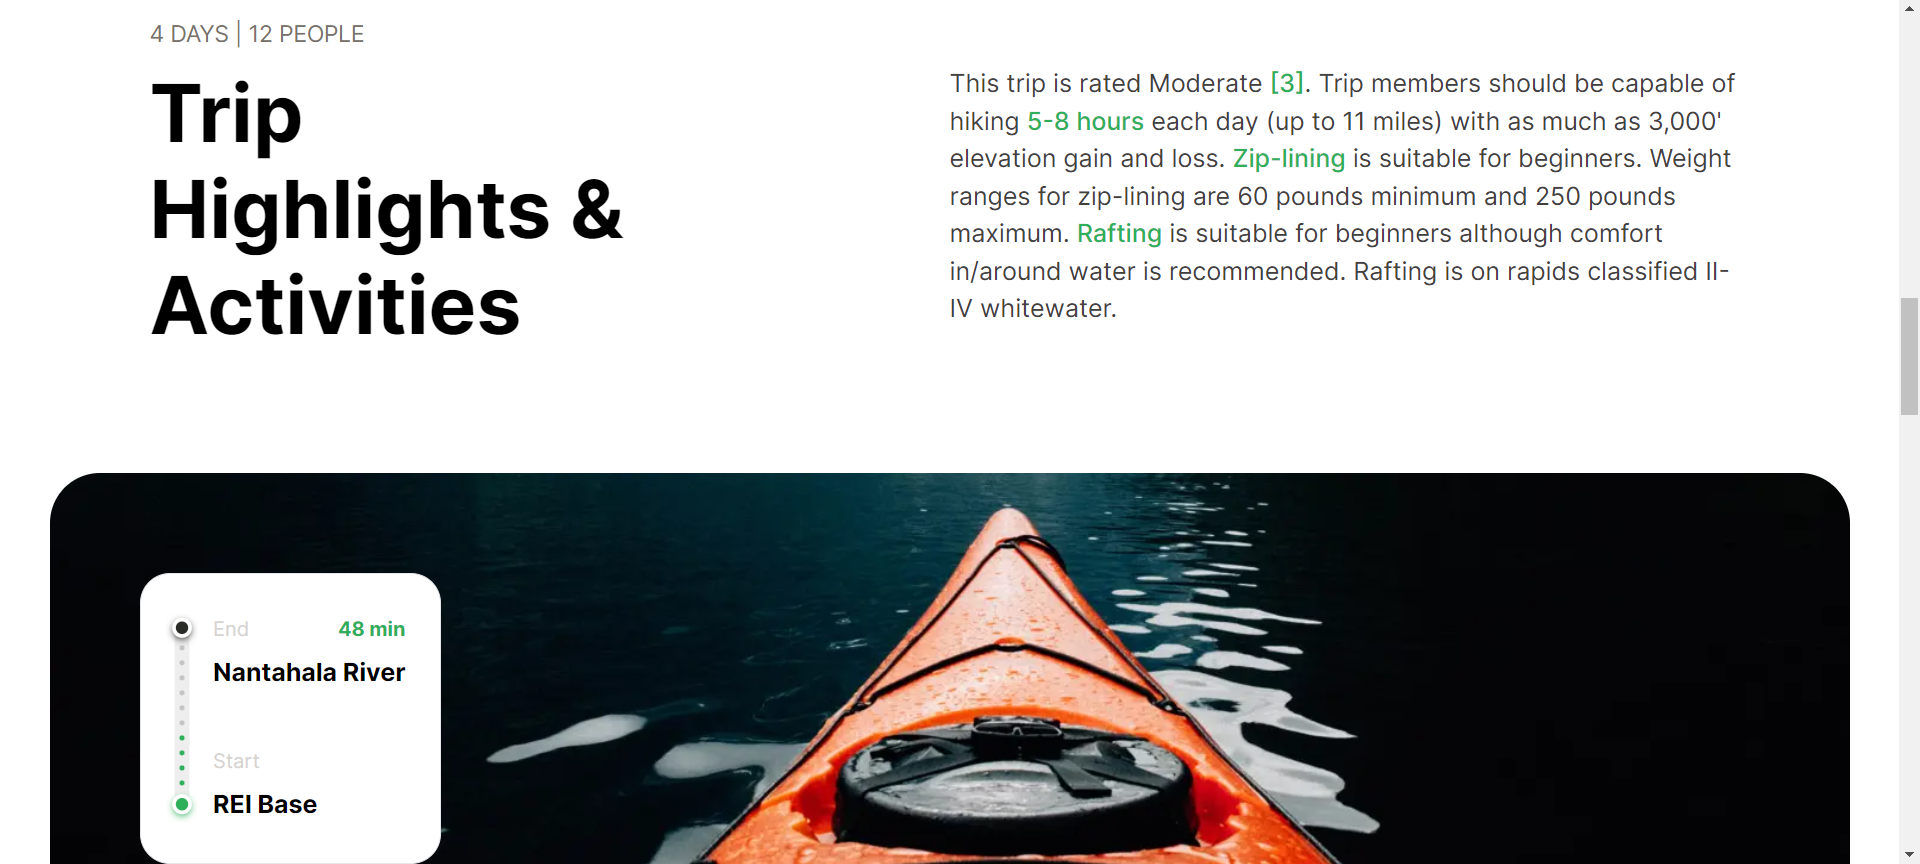 4 DAYS | 12 PEOPLE
Trip
Highlights &
Activities
This trip is rated Moderate [3]. Trip members should be capable of
hiking 5-8 hours each day (up to 11 miles) with as much as 3,000'
elevation gain and loss. Zip-lining is suitable for beginners. Weight
ranges for zip-lining are 60 pounds minimum and 250 pounds
maximum. Rafting is suitable for beginners although comfort
in/around water is recommended. Rafting is on rapids classified II-
IV whitewater.
End 48 min
Nantahala River
Start
REI Base